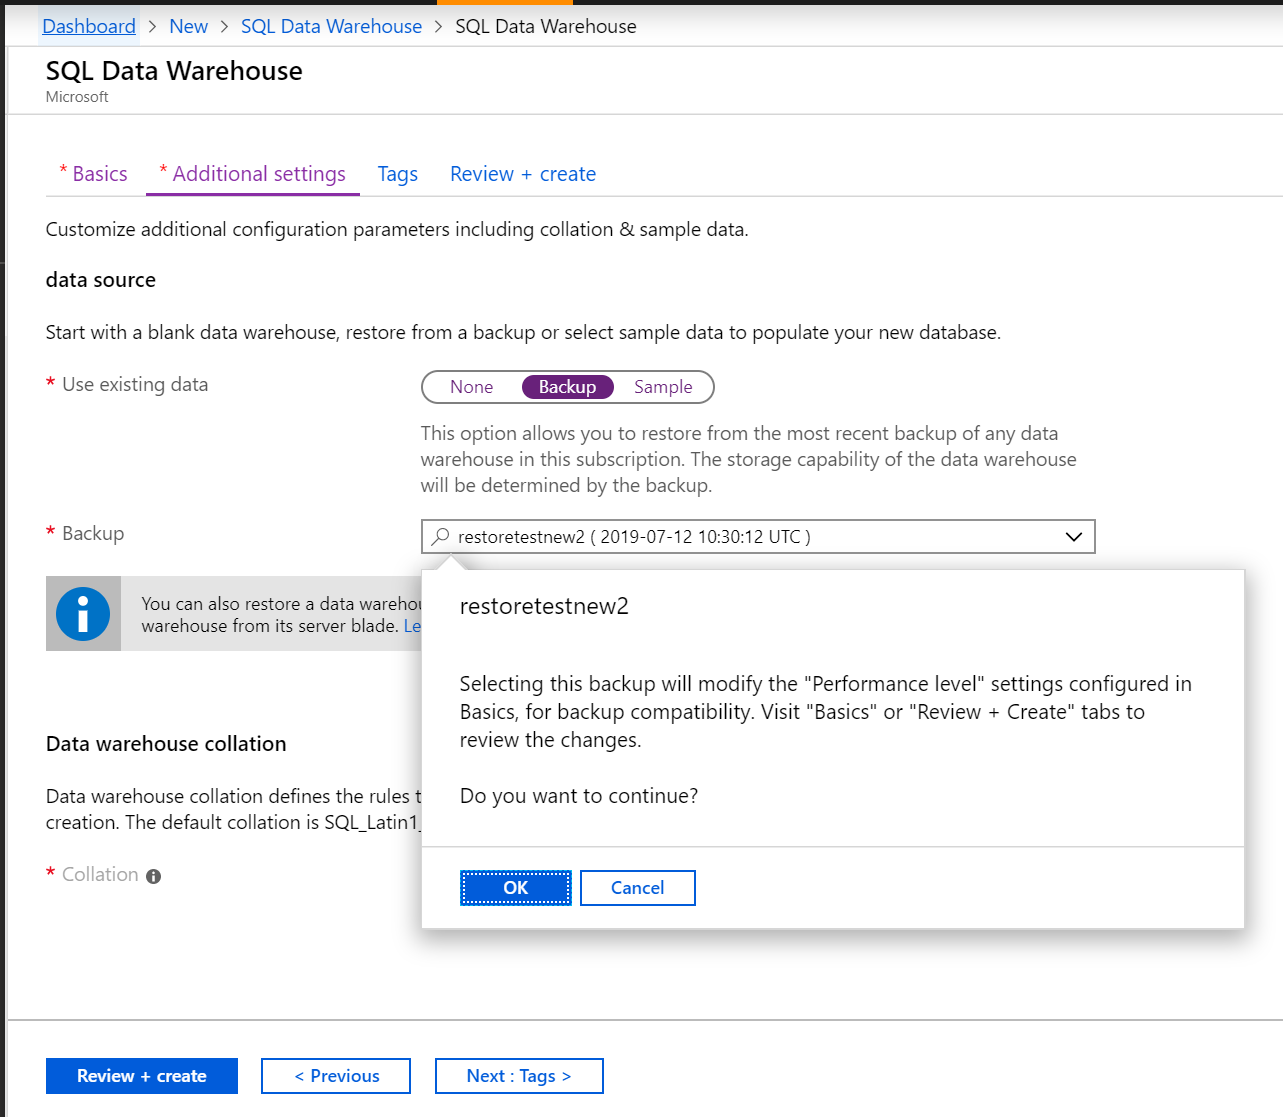 Dashboard > New > SQL Data Warehouse > SQL Data Warehouse
SQL Data Warehouse
Microsoft
* Basics * Additional settings Tags Review + create
Customize additional configuration parameters including collation & sample data.
data source
Start with a blank data warehouse, restore from a backup or select sample data to populate your new database.
* Use existing data
None Backup Sample
This option allows you to restore from the most recent backup of any data
warehouse in this subscription. The storage capability of the data warehouse
will be determined by the backup.
* Backup
restoretestnew2 ( 2019-07-12 10:30:12 UTC )
You can also restore a data warehou
warehouse from its server blade. Le
restoretestnew2
Selecting this backup will modify the "Performance level" settings configured in
Basics, for backup compatibility. Visit "Basics" or "Review + Create" tabs to
review the changes.
Do you want to continue?
OK Cancel
Data warehouse collation
Data warehouse collation defines the rules t
creation. The default collation is SQL_Latin1_
* Collation
Review + create < Previous Next : Tags >